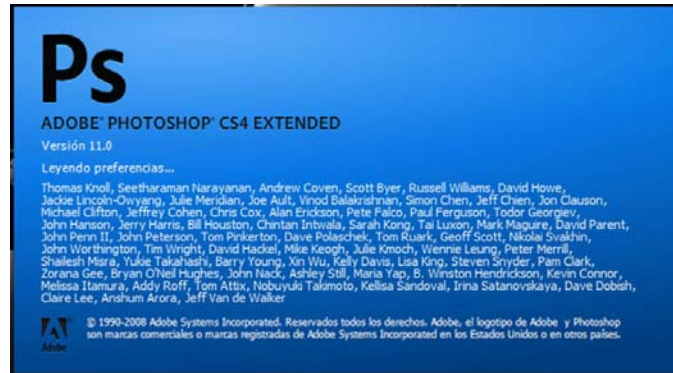 Ps
ADOBE® PHOTOSHOP® CS4 EXTENDED
Versión 11.0
Leyendo preferencias...
Thomas Knoll, Seetharaman Narayanan, Andrew Coven, Scott Byer, Russell Williams, David Howe,
Jackie Lincoln-Owyang, Julie Meridian, Joe Ault, Vinod Balakrishnan, Simon Chen, Jeff Chien, Jon Clauson,
Michael Clifton, Jeffrey Cohen, Chris Cox, Alan Erickson, Pete Falco, Paul Ferguson, Todor Georgiev,
John Hanson, Jerry Harris, Bill Houston, Chintan Intwala, Sarah Kong, Tai Luxon, Mark Maguire, David Parent,
John Penn II, John Peterson, Tom Pinkerton, Dave Polaschek, Tom Ruark, Geoff Scott, Nikolai Svakhin,
John Worthington, Tim Wright, David Hackel, Mike Keogh, Julie Kmoch, Wennie Leung, Peter Merrill,
Shailesh Misra, Yukie Takahashi, Barry Young, Xin Wu, Kelly Davis, Lisa King, Steven Snyder, Pam Clark,
Zorana Gee, Bryan O'Neil Hughes, John Nack, Ashley Still, Maria Yap, B. Winston Hendrickson, Kevin Connor,
Melissa Itamura, Addy Roff, Tom Attix, Nobuyuki Takimoto, Kellisa Sandoval, Irina Satanovskaya, Dave Dobish,
Claire Lee, Anshum Arora, Jeff Van de Walker
© 1990-2008 Adobe Systems Incorporated. Reservados todos los derechos. Adobe, el logotipo de Adobe y Photoshop
son marcas comerciales o marcas registradas de Adobe Systems Incorporated en los Estados Unidos o en otros países.
Adobe